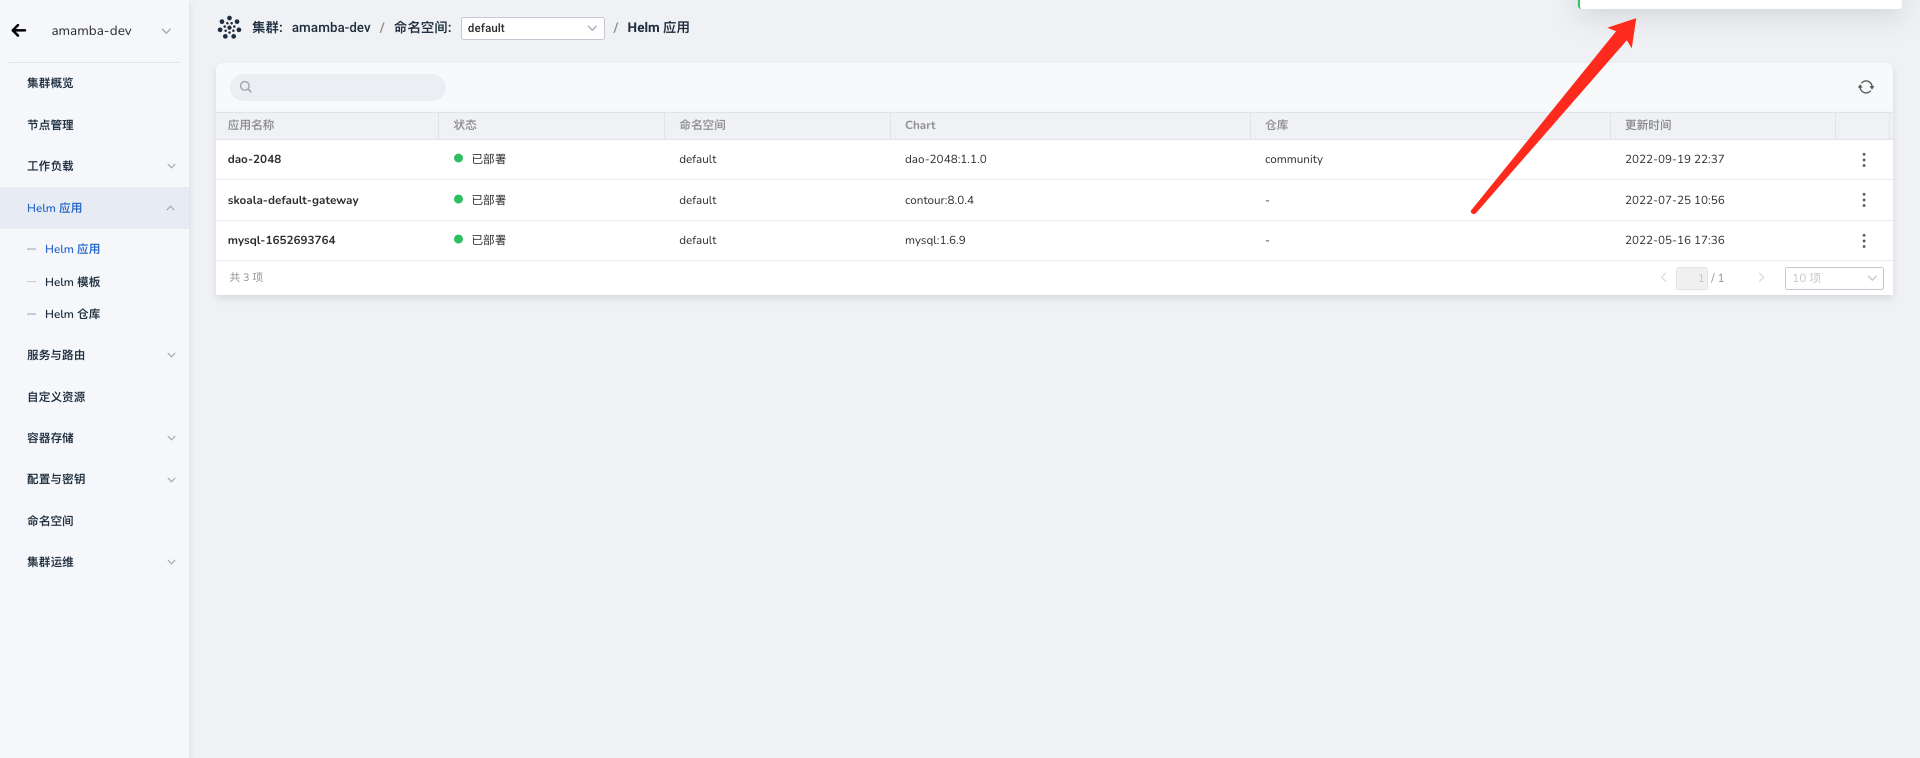 amamba-dev
集群概览
节点管理
工作负载
Helm 应用
Helm 应用
Helm 模板
Helm 仓库
服务与路由
自定义资源
容器存储
配置与密钥
命名空间
集群运维
集群: amamba-dev / 命名空间: default / Helm 应用
应用名称 状态 命名空间 Chart 仓库 更新时间
dao-2048 已部署 default dao-2048:1.1.0 community 2022-09-19 22:37
skoala-default-gateway 已部署 default contour:8.0.4 - 2022-07-25 10:56
mysql-1652693764 已部署 default mysql:1.6.9 - 2022-05-16 17:36
共 3 项 1 / 1 10 项